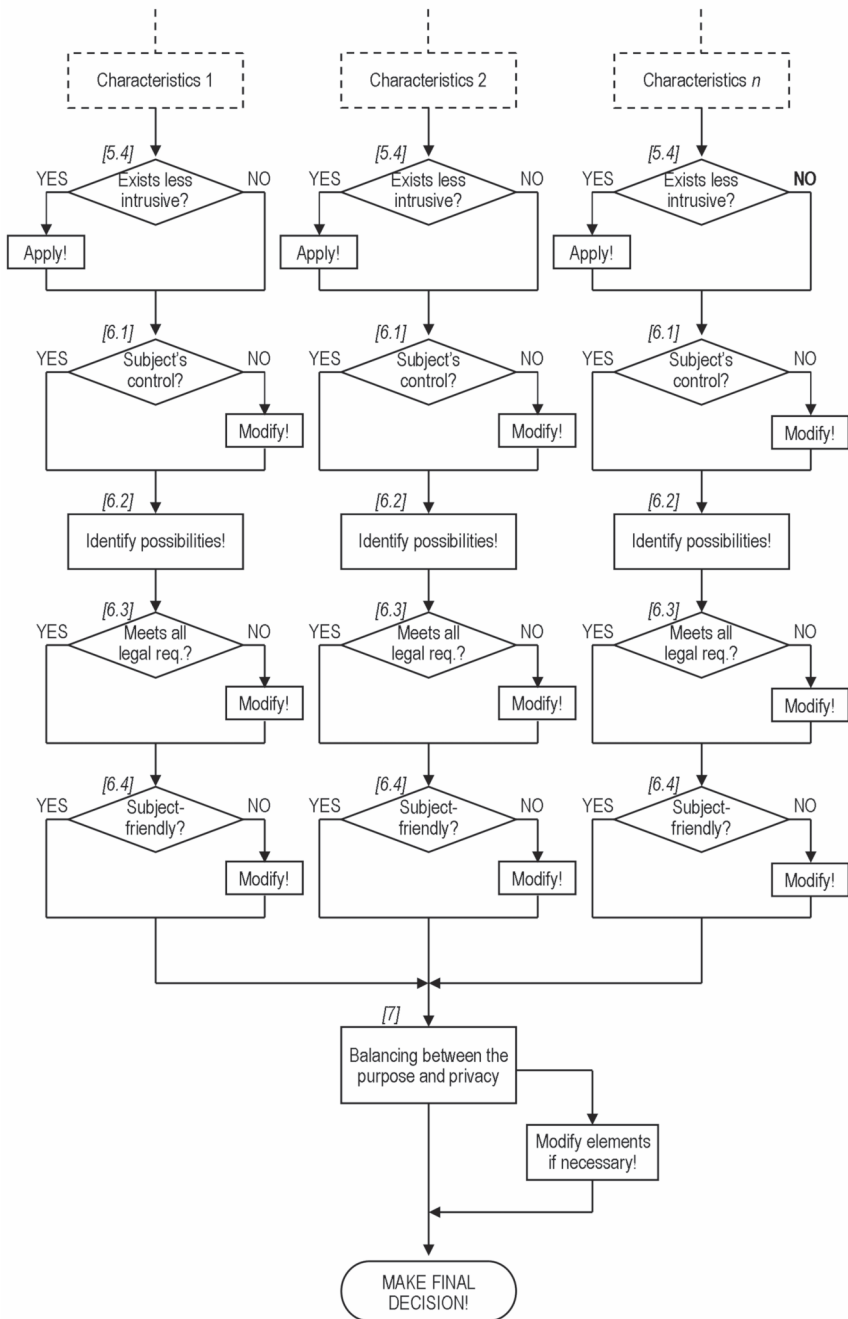 Characteristics 1
Characteristics 2
Characteristics n
[5.4]
[5.4]
[5.4]
YES
Exists less
intrusive?
NO
YES
Exists less
intrusive?
NO
YES
Exists less
intrusive?
NO
Apply!
Apply!
Apply!
[6.1]
[6.1]
[6.1]
YES
Subject's
control?
NO
YES
Subject's
control?
NO
YES
Subject's
control?
NO
Modify!
Modify!
Modify!
[6.2]
[6.2]
[6.2]
Identify possibilities!
Identify possibilities!
Identify possibilities!
[6.3]
[6.3]
[6.3]
YES
Meets all
legal req.?
NO
YES
Meets all
legal req.?
NO
YES
Meets all
legal req.?
NO
Modify!
Modify!
Modify!
[6.4]
[6.4]
[6.4]
YES
Subject-
friendly?
NO
YES
Subject-
friendly?
NO
YES
Subject-
friendly?
NO
Modify!
Modify!
Modify!
[7]
Balancing between the
purpose and privacy
Modify elements
if necessary!
MAKE FINAL
DECISION!